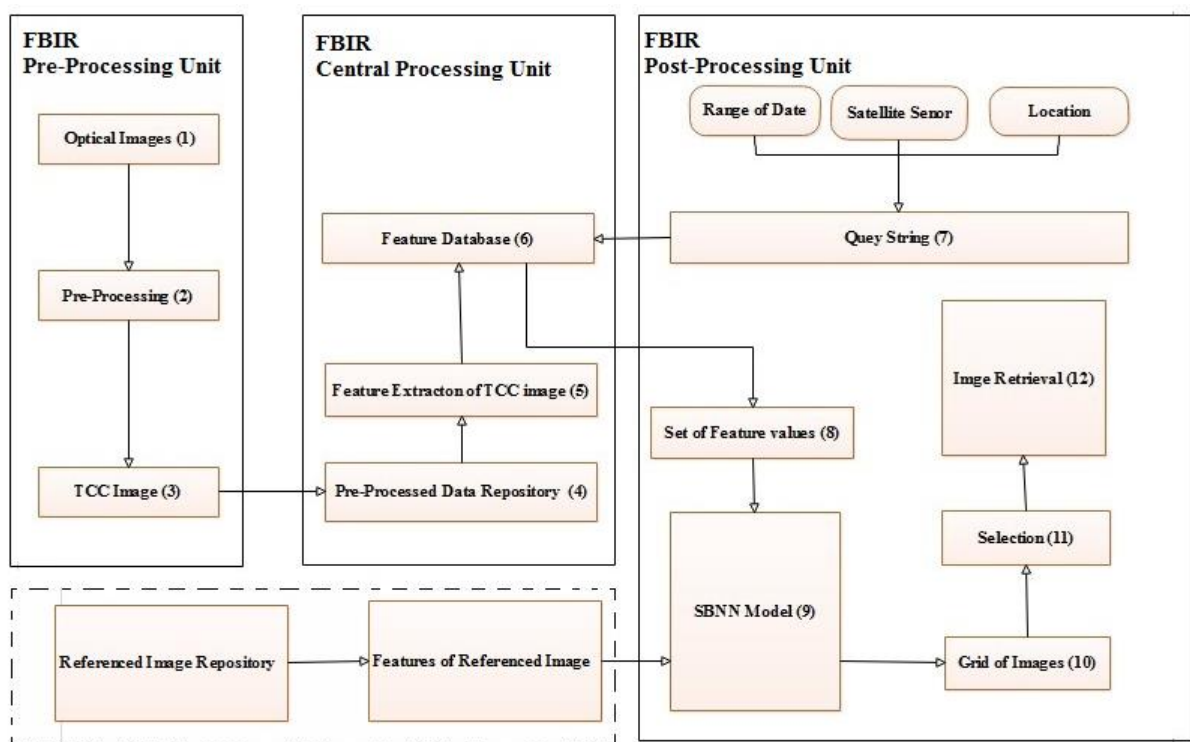 FBIR
Pre-Processing Unit
Optical Images (1)
Pre-Processing (2)
TCC Image (3)
FBIR
Central Processing Unit
Feature Database (6)
Feature Extracton of TCC image (5)
Pre-Processed Data Repository (4)
FBIR
Post-Processing Unit
Range of Date
Satellite Senor
Location
Quey String (7)
Imge Retrieval (12)
Set of Feature values (8)
Selection (11)
SBNN Model (9)
Grid of Images (10)
Referenced Image Repository
Features of Referenced Image